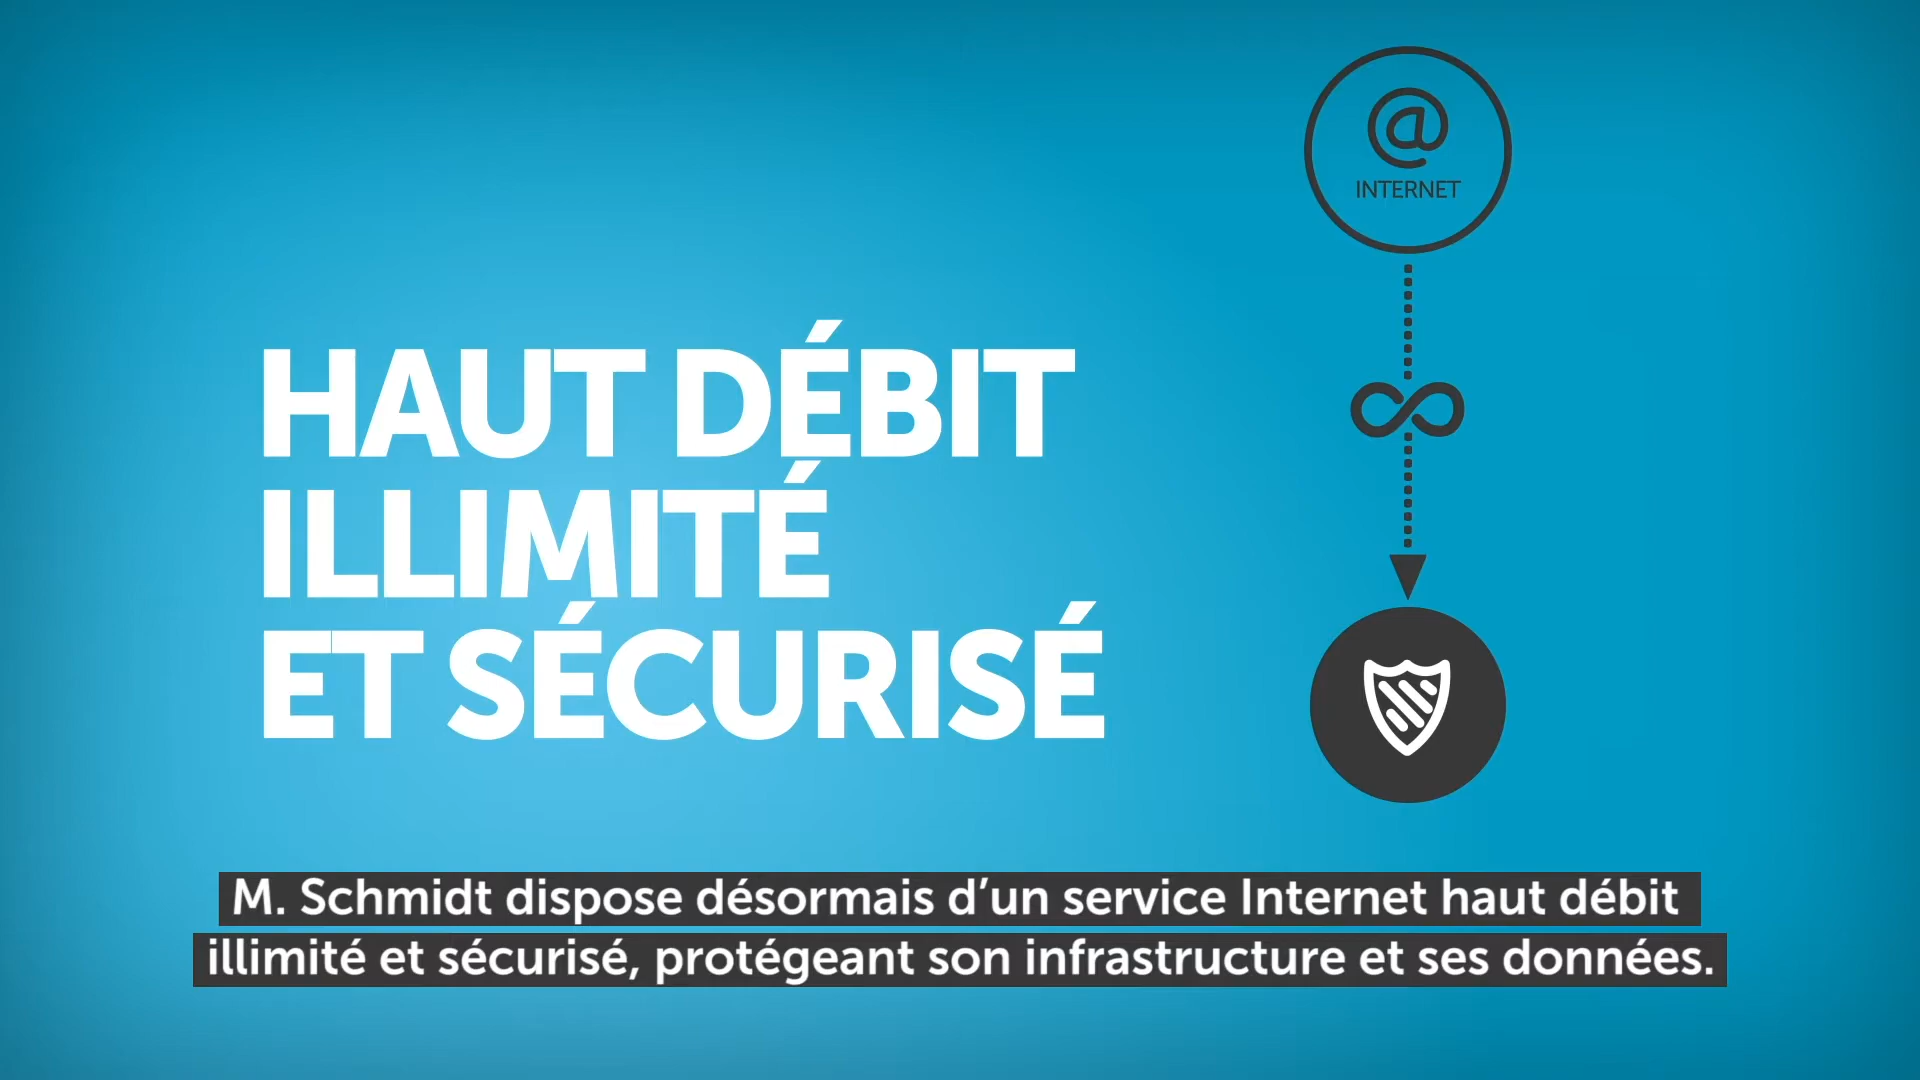 @
INTERNET
HAUT DÉBIT
ILLIMITÉ
ET SÉCURISÉ
M. Schmidt dispose désormais d’un service Internet haut débit
illimité et sécurisé, protégeant son infrastructure et ses données.